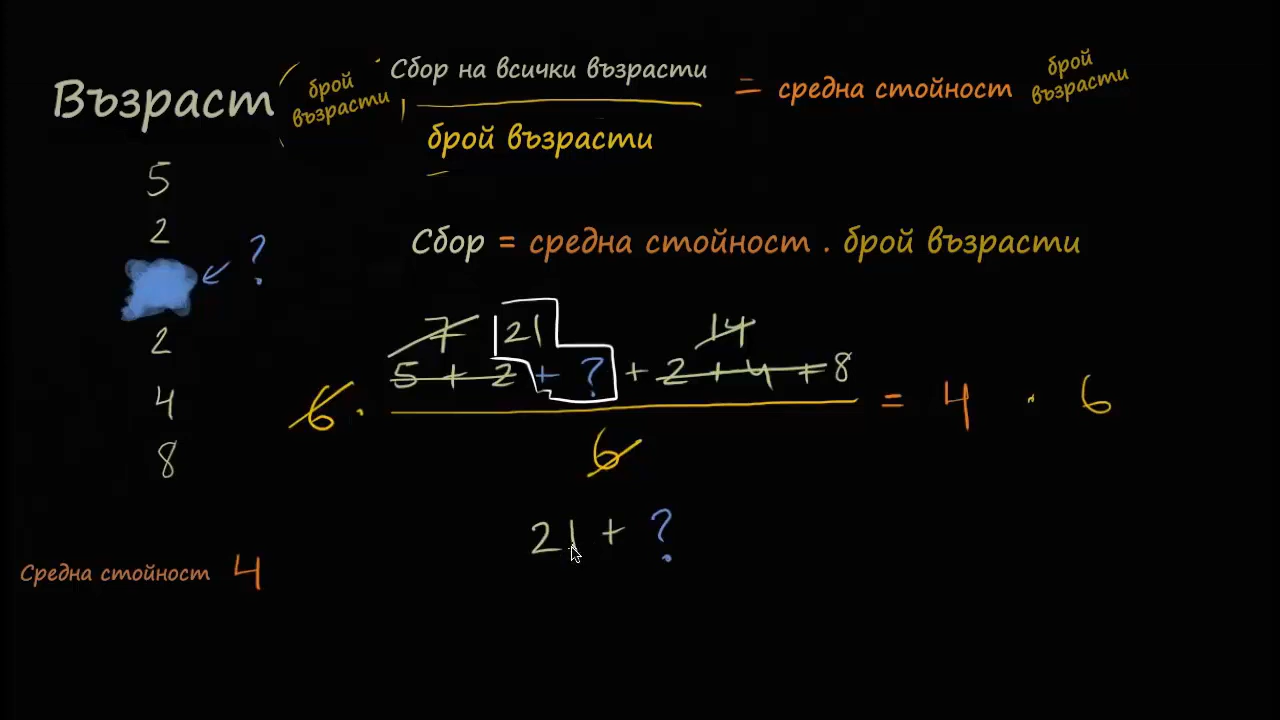 Възраст
(брой възрасти) Сбор на всички възрасти / брой възрасти = средна стойност брой възрасти
5
2
?
2
4
8
Сбор = средна стойност . брой възрасти
7 21 14
5 + 2 + ? + 2 + 4 + 8
6 . = 4 . 6
6
21 + ?
Средна стойност 4